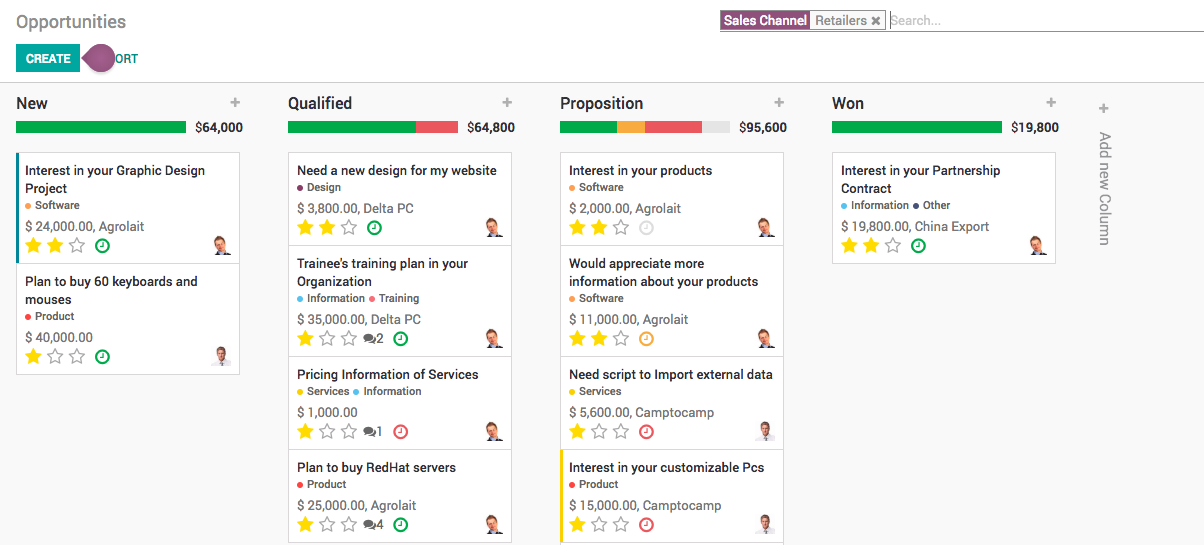 Opportunities
Sales Channel Retailers ✖ Search...
CREATE ORT
New +
$64,000
Interest in your Graphic Design
Project
Software
$ 24,000.00, Agrolait
Plan to buy 60 keyboards and
mouses
Product
$ 40,000.00
Qualified +
$64,800
Need a new design for my website
Design
$ 3,800.00, Delta PC
Trainee's training plan in your
Organization
Information Training
$ 35,000.00, Delta PC
2
Pricing Information of Services
Services Information
$ 1,000.00
1
Plan to buy RedHat servers
Product
$ 25,000.00, Agrolait
4
Proposition +
$95,600
Interest in your products
Software
$ 2,000.00, Agrolait
Would appreciate more
information about your products
Software
$ 11,000.00, Agrolait
Need script to Import external data
Services
$ 5,600.00, Camptocamp
Interest in your customizable Pcs
Product
$ 15,000.00, Camptocamp
Won +
$19,800
Interest in your Partnership
Contract
Information Other
$ 19,800.00, China Export
+
Add new Column